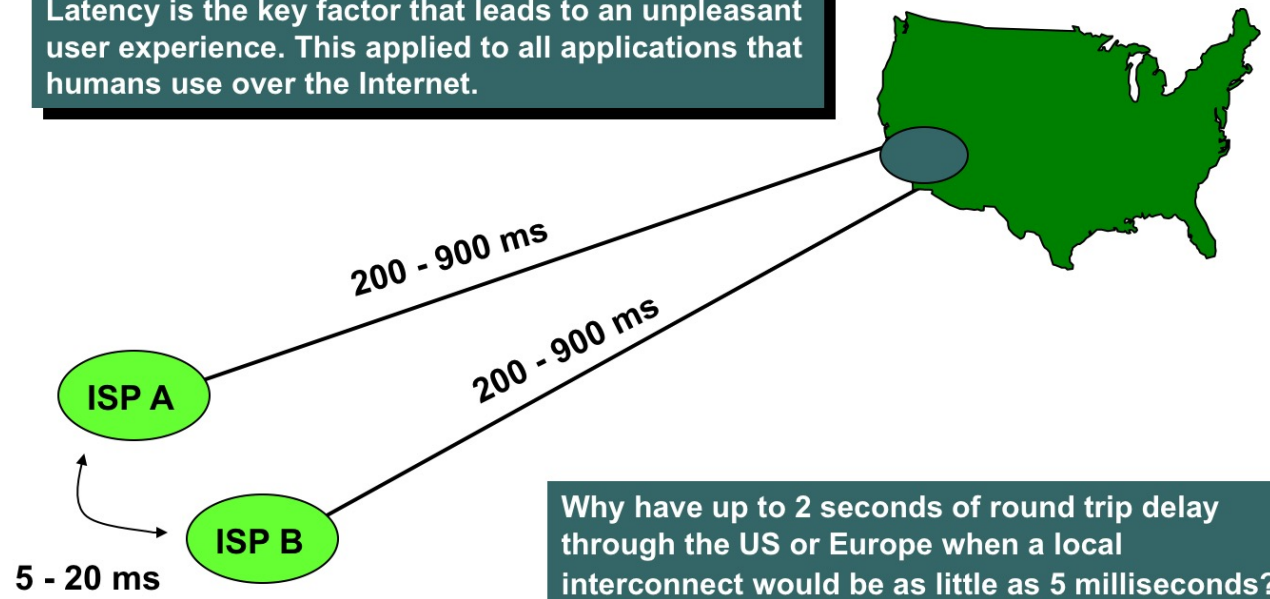 Latency is the key factor that leads to an unpleasant
user experience. This applied to all applications that
humans use over the Internet.
200 - 900 ms
200 - 900 ms
ISP A
ISP B
5 - 20 ms
Why have up to 2 seconds of round trip delay
through the US or Europe when a local
interconnect would be as little as 5 milliseconds?